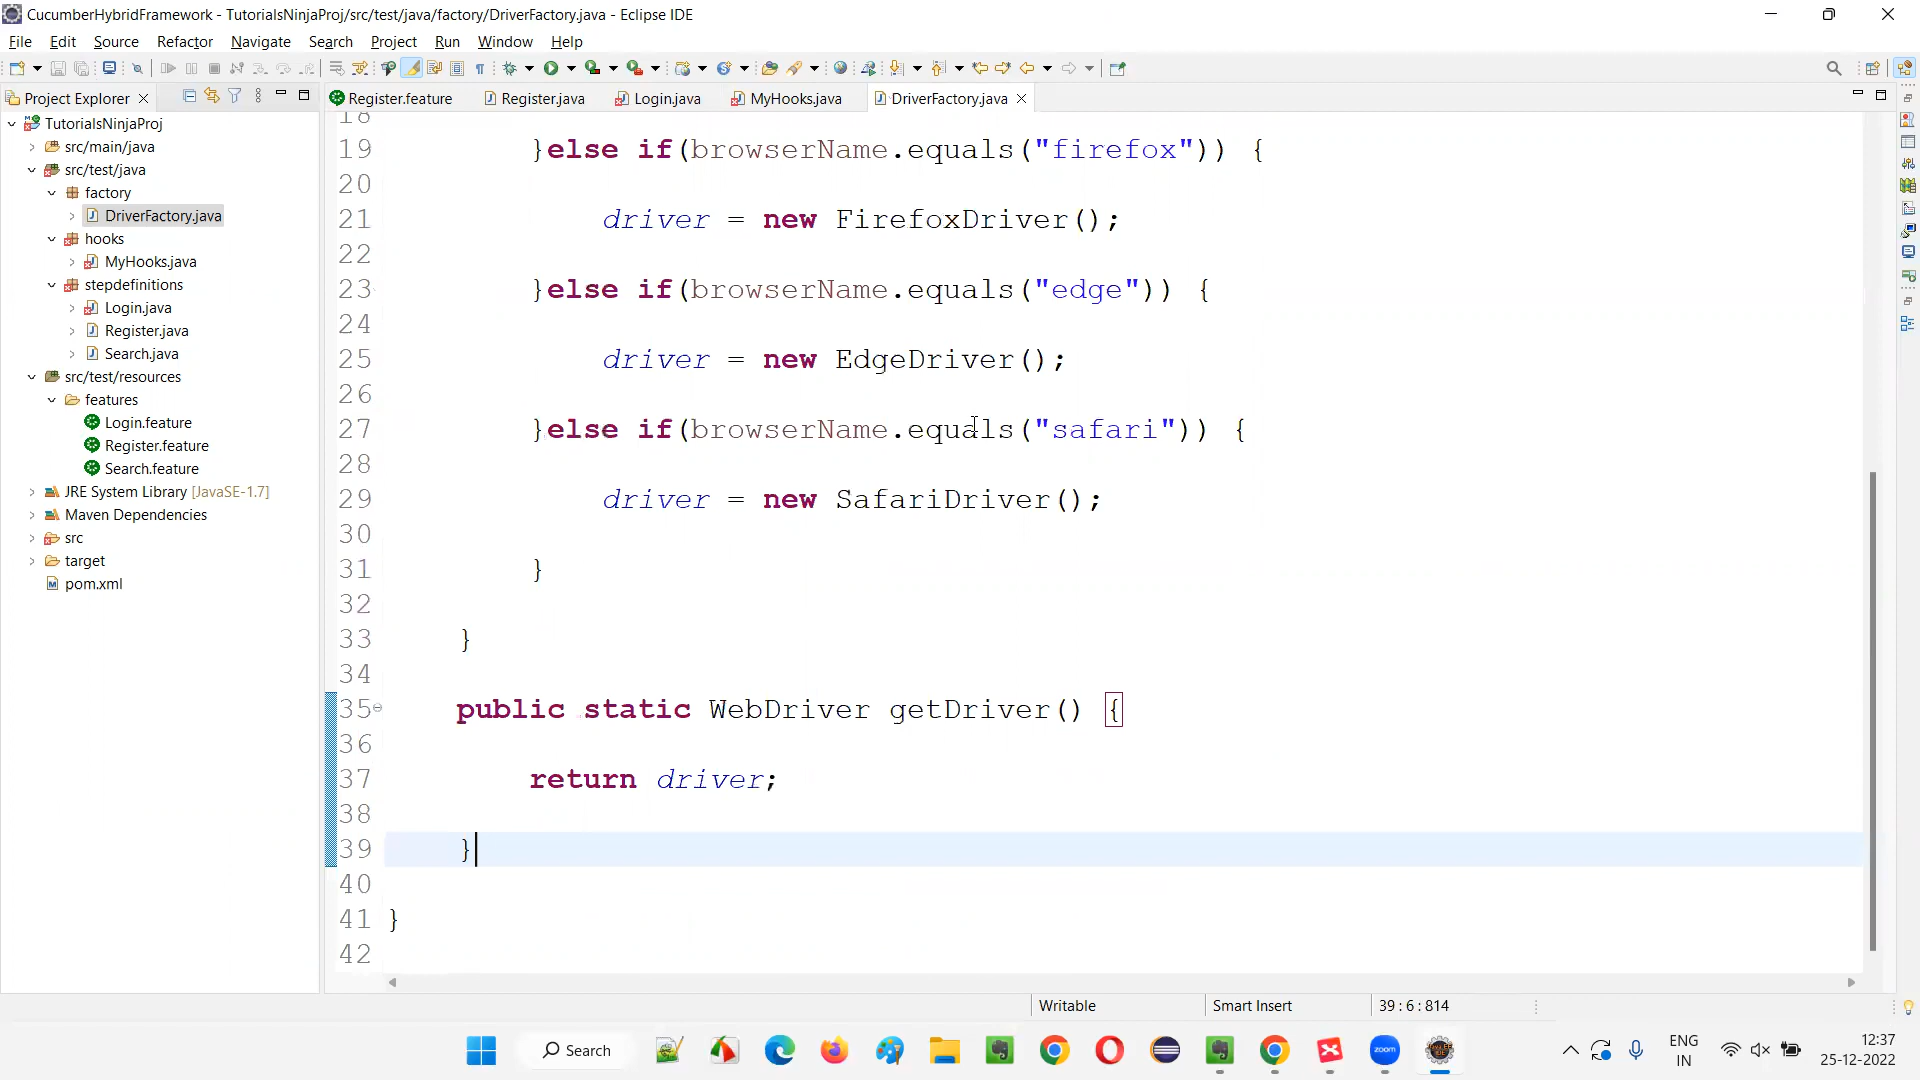 CucumberHybridFramework - TutorialsNinjaProj/src/test/java/factory/DriverFactory.java - Eclipse IDE
File Edit Source Refactor Navigate Search Project Run Window Help
Project Explorer
Register.feature Register.java Login.java MyHooks.java DriverFactory.java
TutorialsNinjaProj
src/main/java
src/test/java
factory
DriverFactory.java
hooks
MyHooks.java
stepdefinitions
Login.java
Register.java
Search.java
src/test/resources
features
Login.feature
Register.feature
Search.feature
JRE System Library [JavaSE-1.7]
Maven Dependencies
src
target
pom.xml
18
19 }else if(browserName.equals("firefox")) {
20
21 driver = new FirefoxDriver();
22
23 }else if(browserName.equals("edge")) {
24
25 driver = new EdgeDriver();
26
27 }else if(browserName.equals("safari")) {
28
29 driver = new SafariDriver();
30
31 }
32
33 }
34
35 public static WebDriver getDriver() {
36
37 return driver;
38
39 }
40
41 }
42
Writable Smart Insert 39 : 6 : 814
Search
zoom
ENG
IN
12:37
25-12-2022